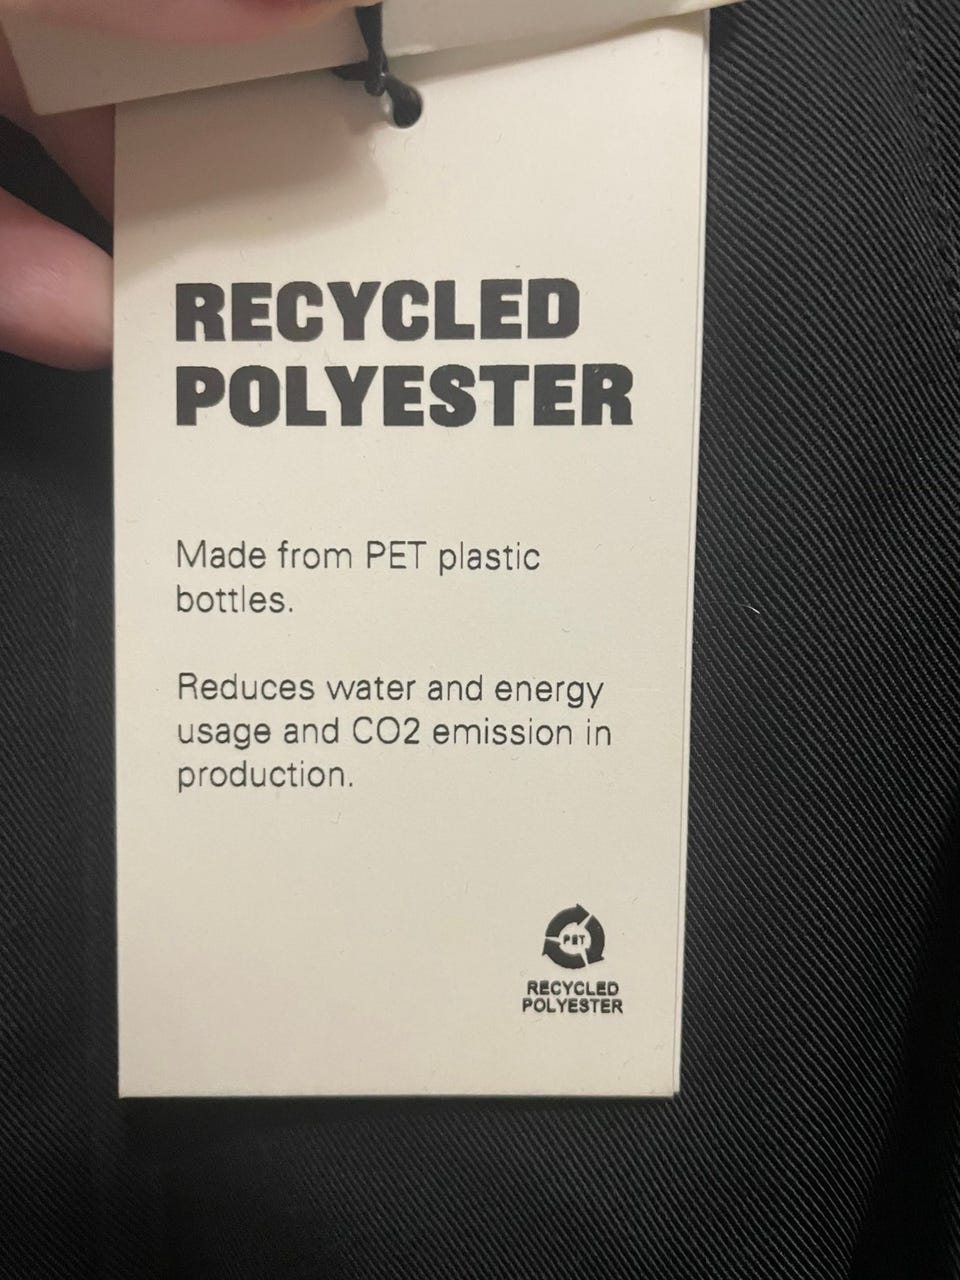 RECYCLED
POLYESTER
Made from PET plastic
bottles.
Reduces water and energy
usage and CO2 emission in
production.
PET
RECYCLED
POLYESTER